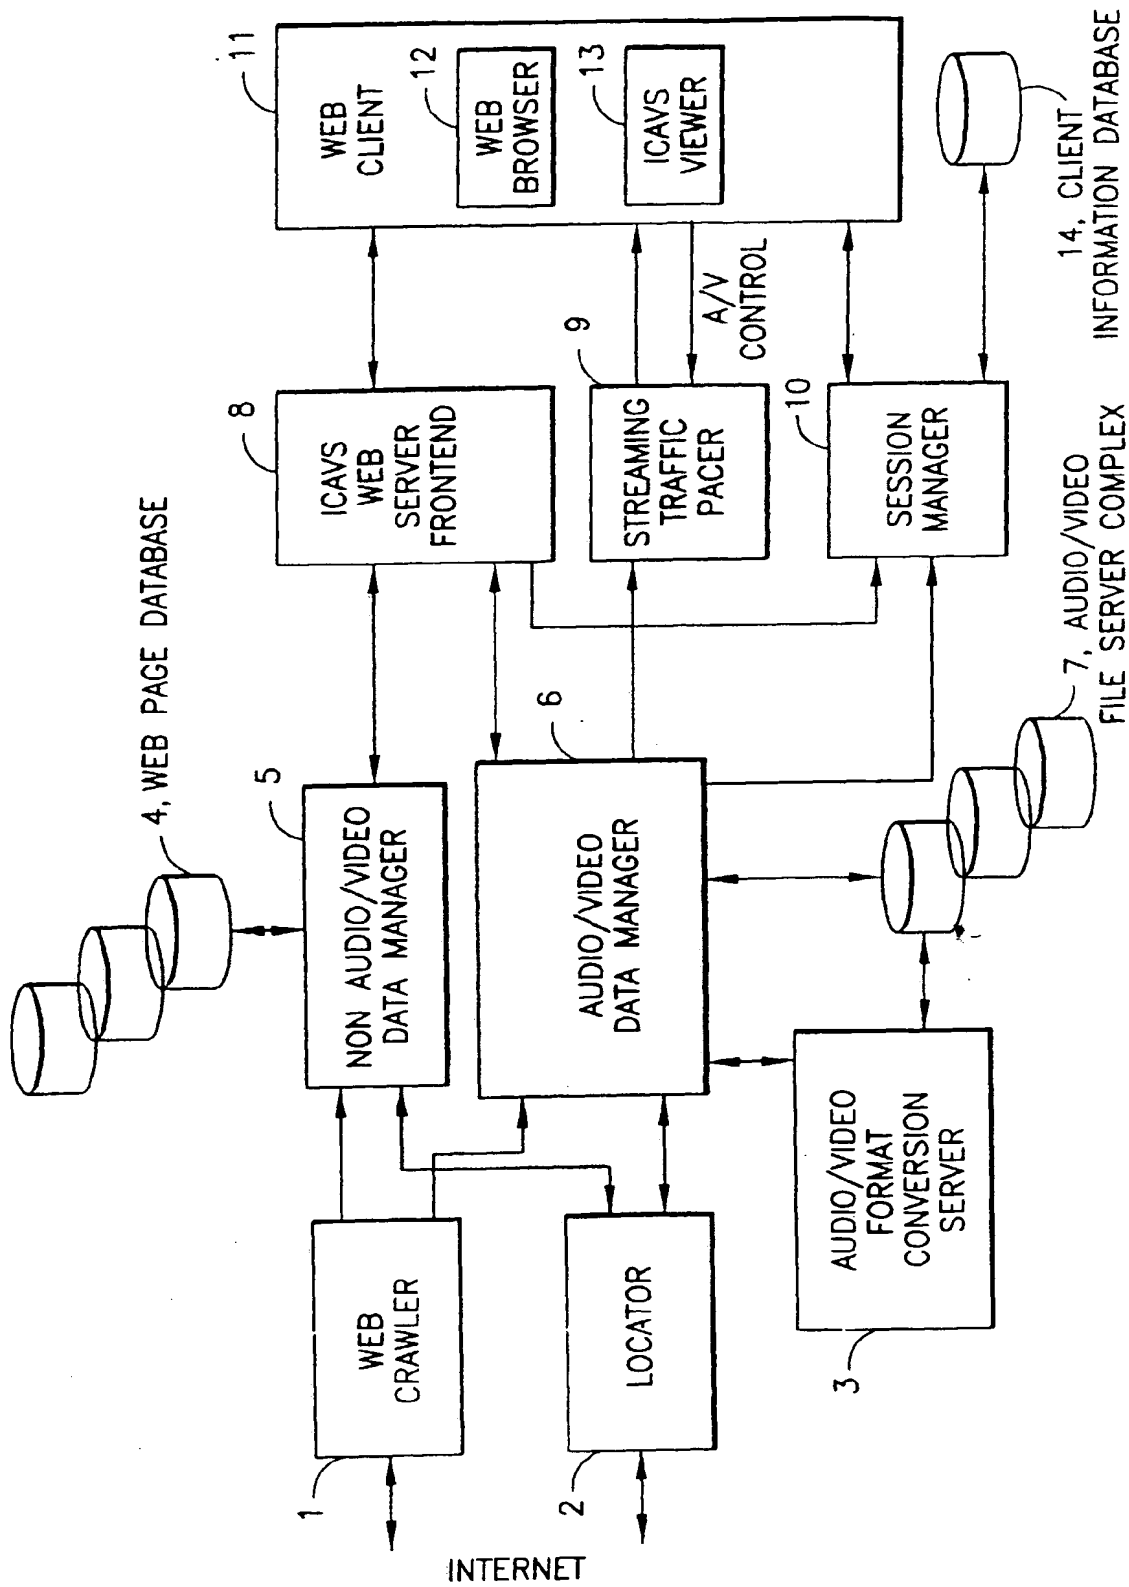 INTERNET
1
WEB
CRAWLER
2
LOCATOR
3
AUDIO/VIDEO
FORMAT
CONVERSION
SERVER
4, WEB PAGE DATABASE
5
NON AUDIO/VIDEO
DATA MANAGER
6
AUDIO/VIDEO
DATA MANAGER
7, AUDIO/VIDEO
FILE SERVER COMPLEX
8
ICAVS
WEB
SERVER
FRONTEND
9
STREAMING
TRAFFIC
PACER
A/V
CONTROL
10
SESSION
MANAGER
11
WEB
CLIENT
12
WEB
BROWSER
13
ICAVS
VIEWER
14, CLIENT
INFORMATION DATABASE